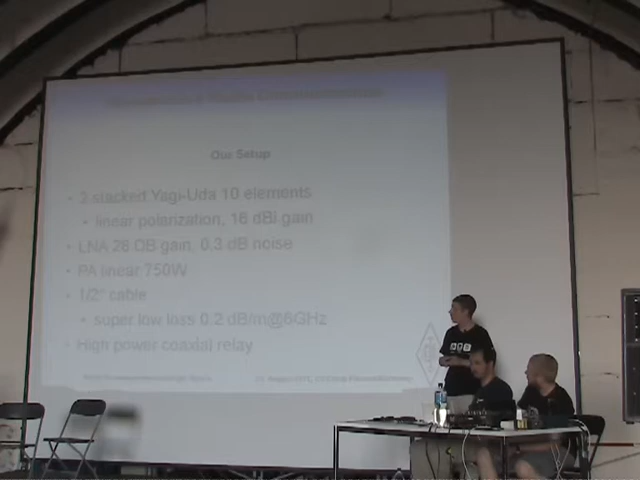 Our Setup
2 stacked Yagi-Uda 10 elements
linear polarization, 16 dBi gain
LNA 28 DB gain, 0,3 dB noise
PA linear 750W
1/2" cable
super low loss 0.2 dB/m@6GHz
High power coaxial relay